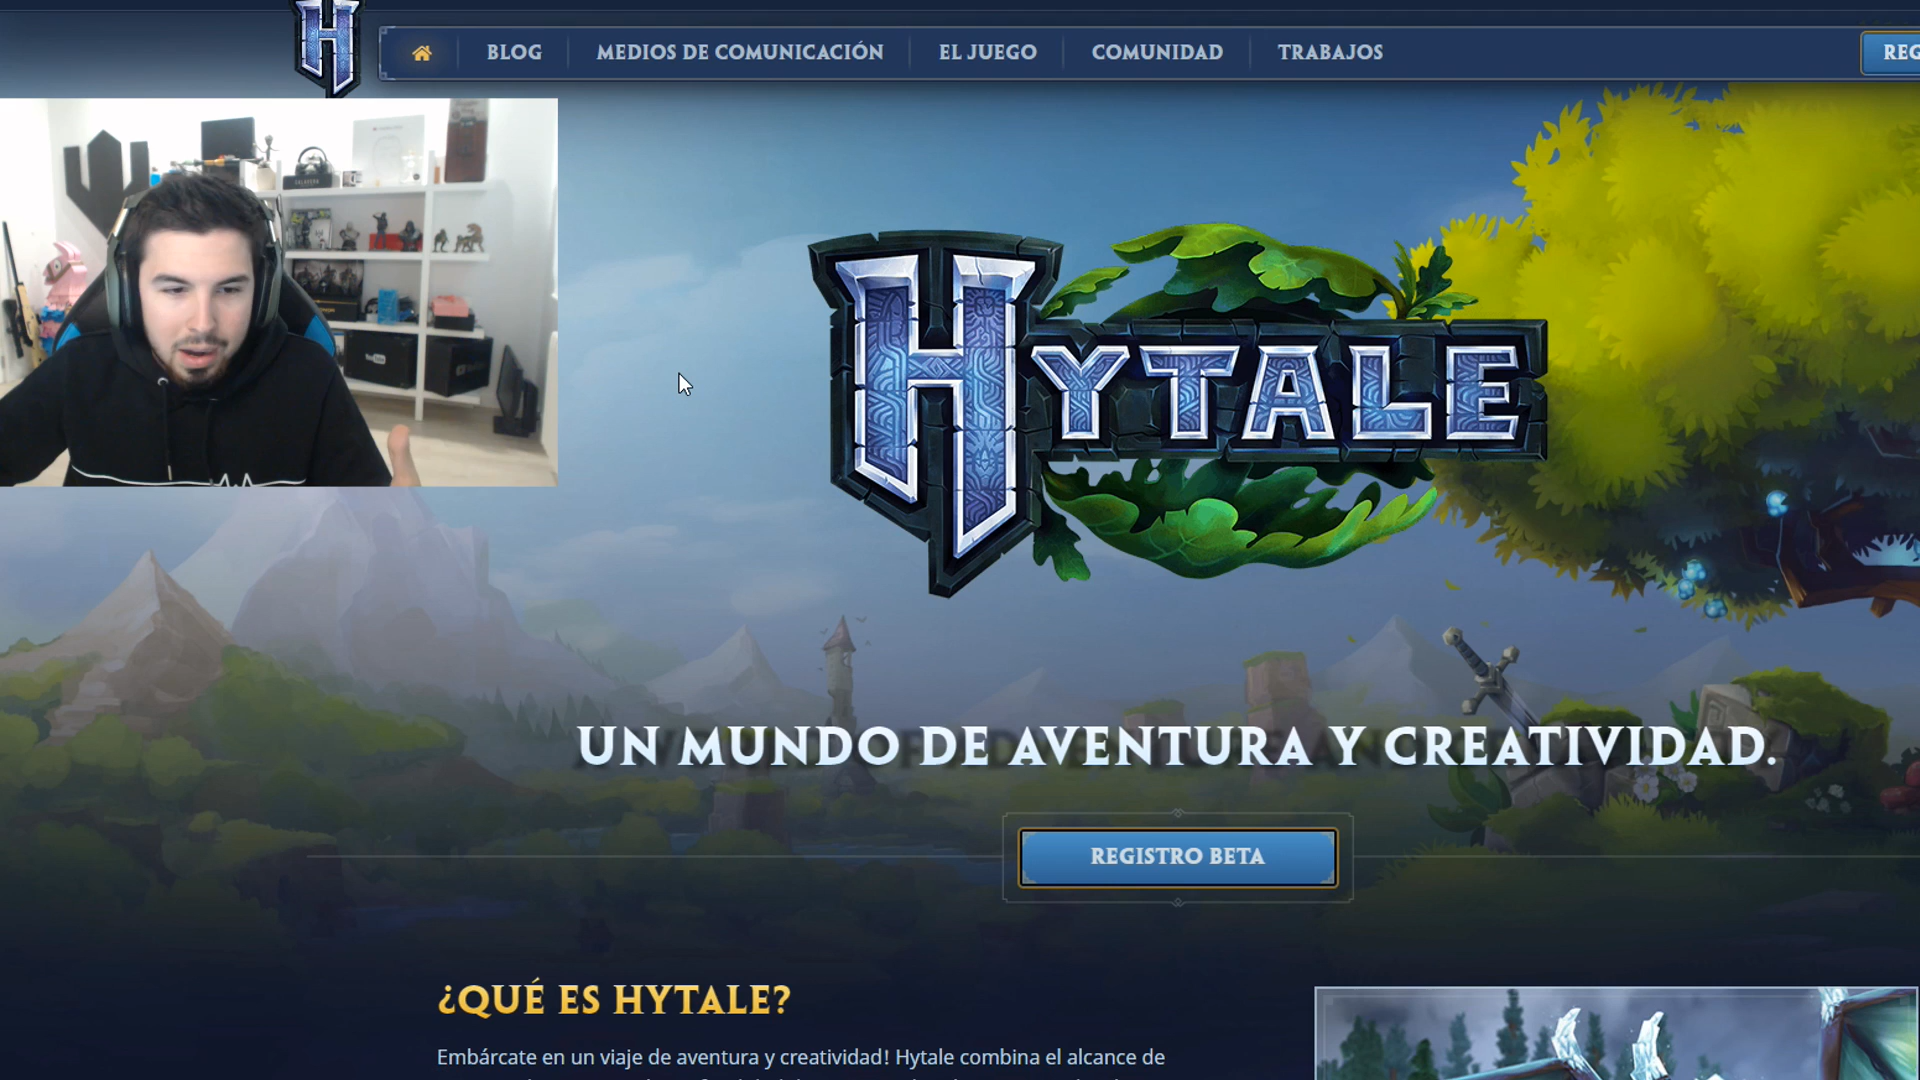 BLOG
MEDIOS DE COMUNICACIÓN
EL JUEGO
COMUNIDAD
TRABAJOS
REG
HYTALE
UN MUNDO DE AVENTURA Y CREATIVIDAD.
REGISTRO BETA
¿QUÉ ES HYTALE?
Embárcate en un viaje de aventura y creatividad! Hytale combina el alcance de